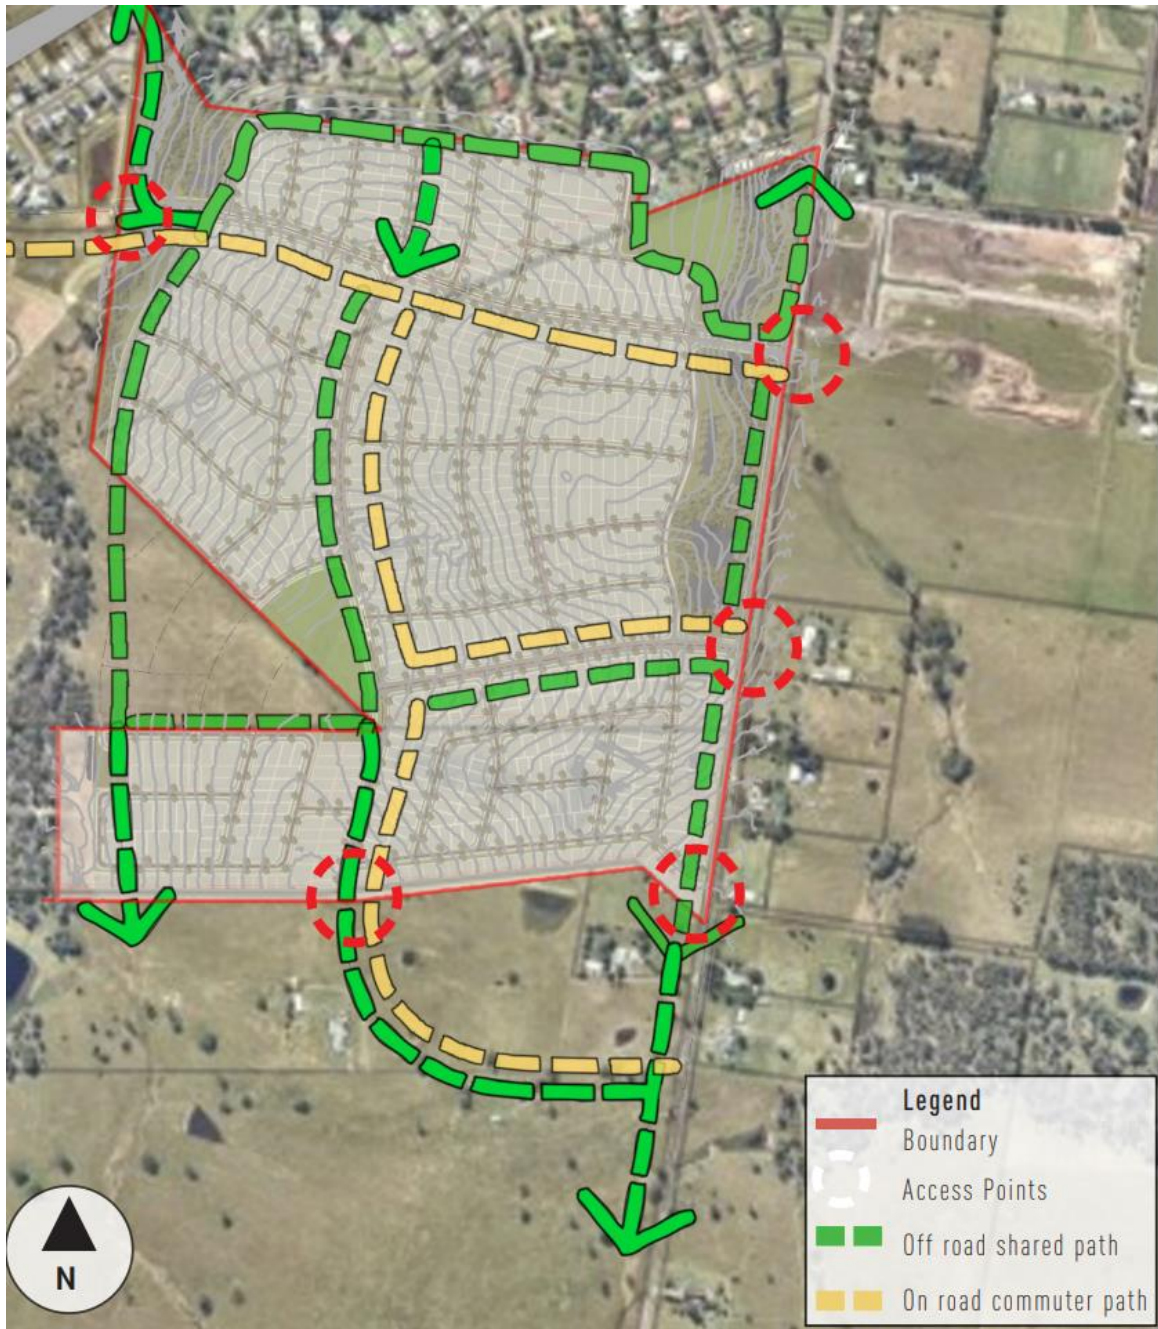 Legend
Boundary
Access Points
Off road shared path
On road commuter path
N